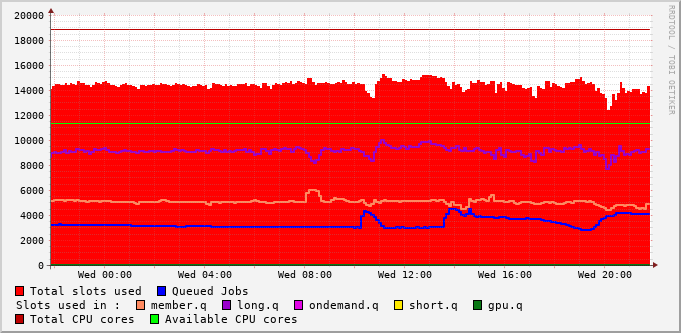 20000
18000
16000
14000
12000
10000
8000
6000
4000
2000
0
Wed 00:00 Wed 04:00 Wed 08:00 Wed 12:00 Wed 16:00 Wed 20:00
RRDTOOL / TOBI OETIKER
Total slots used Queued Jobs
Slots used in : member.q long.q ondemand.q short.q gpu.q
Total CPU cores Available CPU cores